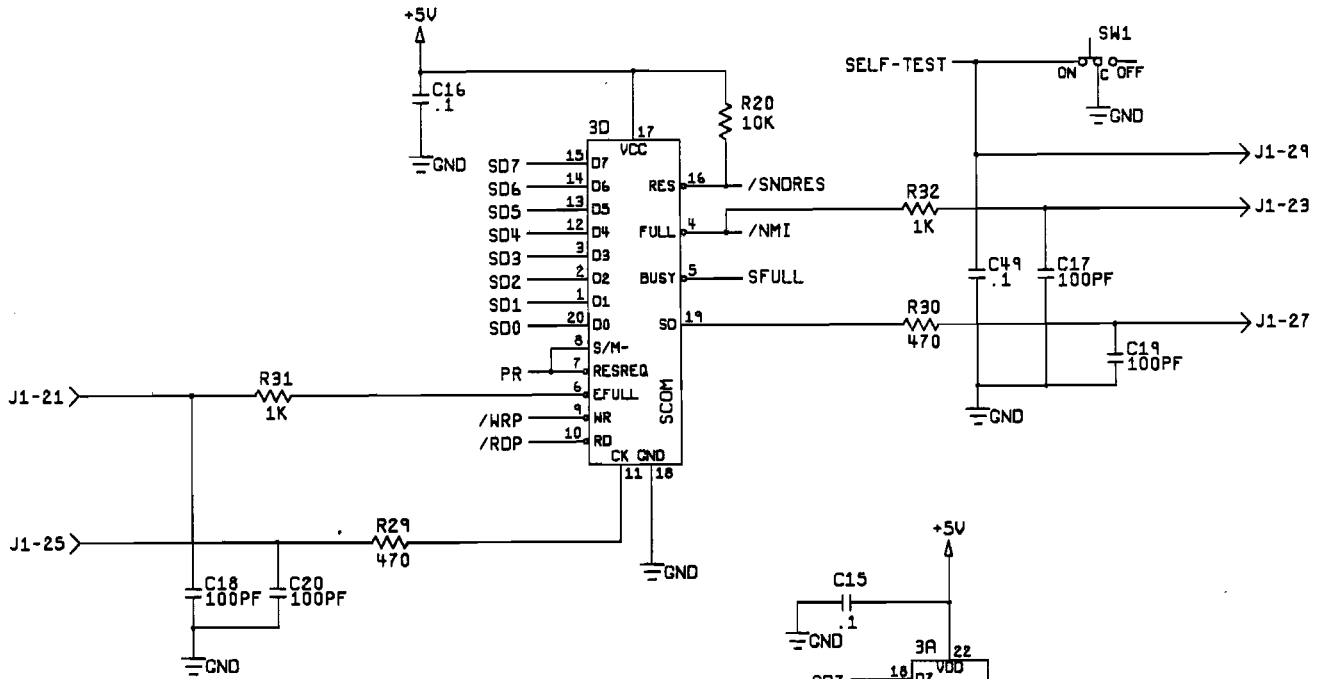 +5V
SW1
SELF-TEST
ON C OFF
C16
.1
R20
10K
GND
3D
17
VCC
GND
J1-29
SD7 15 D7
SD6 14 D6
RES 16 /SNDRES
R32
1K
J1-23
SD5 13 D5
SD4 12 D4
FULL 4 /NMI
SD3 3 D3
SD2 2 D2
BUSY 5 SFULL
C49
.1
C17
100PF
SD1 1 D1
SD0 20 D0
SD 19
R30
470
J1-27
8 S/M-
PR 7 RESREQ
C19
100PF
J1-21
R31
1K
6 EFULL
SCOM
/WRP 9 WR
/RDP 10 RD
GND
CK GND
11 18
J1-25
R29
470
GND
+5V
C18
100PF
C20
100PF
C15
.1
GND
GND
3A 22
VDD
18 D7